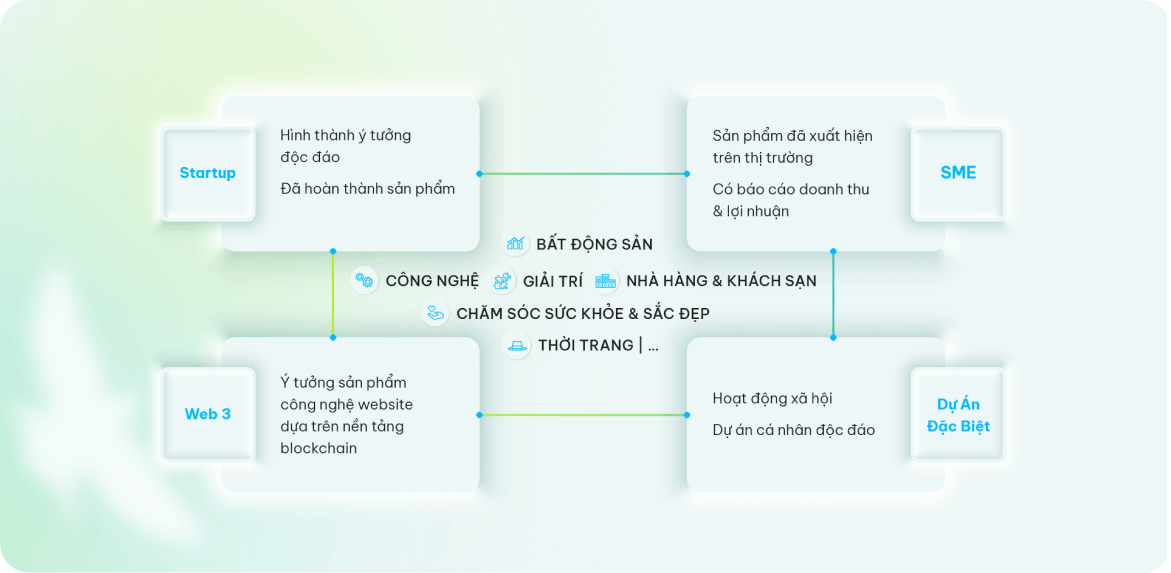 Startup
Hình thành ý tưởng
độc đáo
Đã hoàn thành sản phẩm
Sản phẩm đã xuất hiện
trên thị trường
Có báo cáo doanh thu
& lợi nhuận
SME
BẤT ĐỘNG SẢN
CÔNG NGHỆ GIẢI TRÍ NHÀ HÀNG & KHÁCH SẠN
CHĂM SÓC SỨC KHỎE & SẮC ĐẸP
THỜI TRANG | ...
Web 3
Ý tưởng sản phẩm
công nghệ website
dựa trên nền tảng
blockchain
Hoạt động xã hội
Dự án cá nhân độc đáo
Dự Án
Đặc Biệt